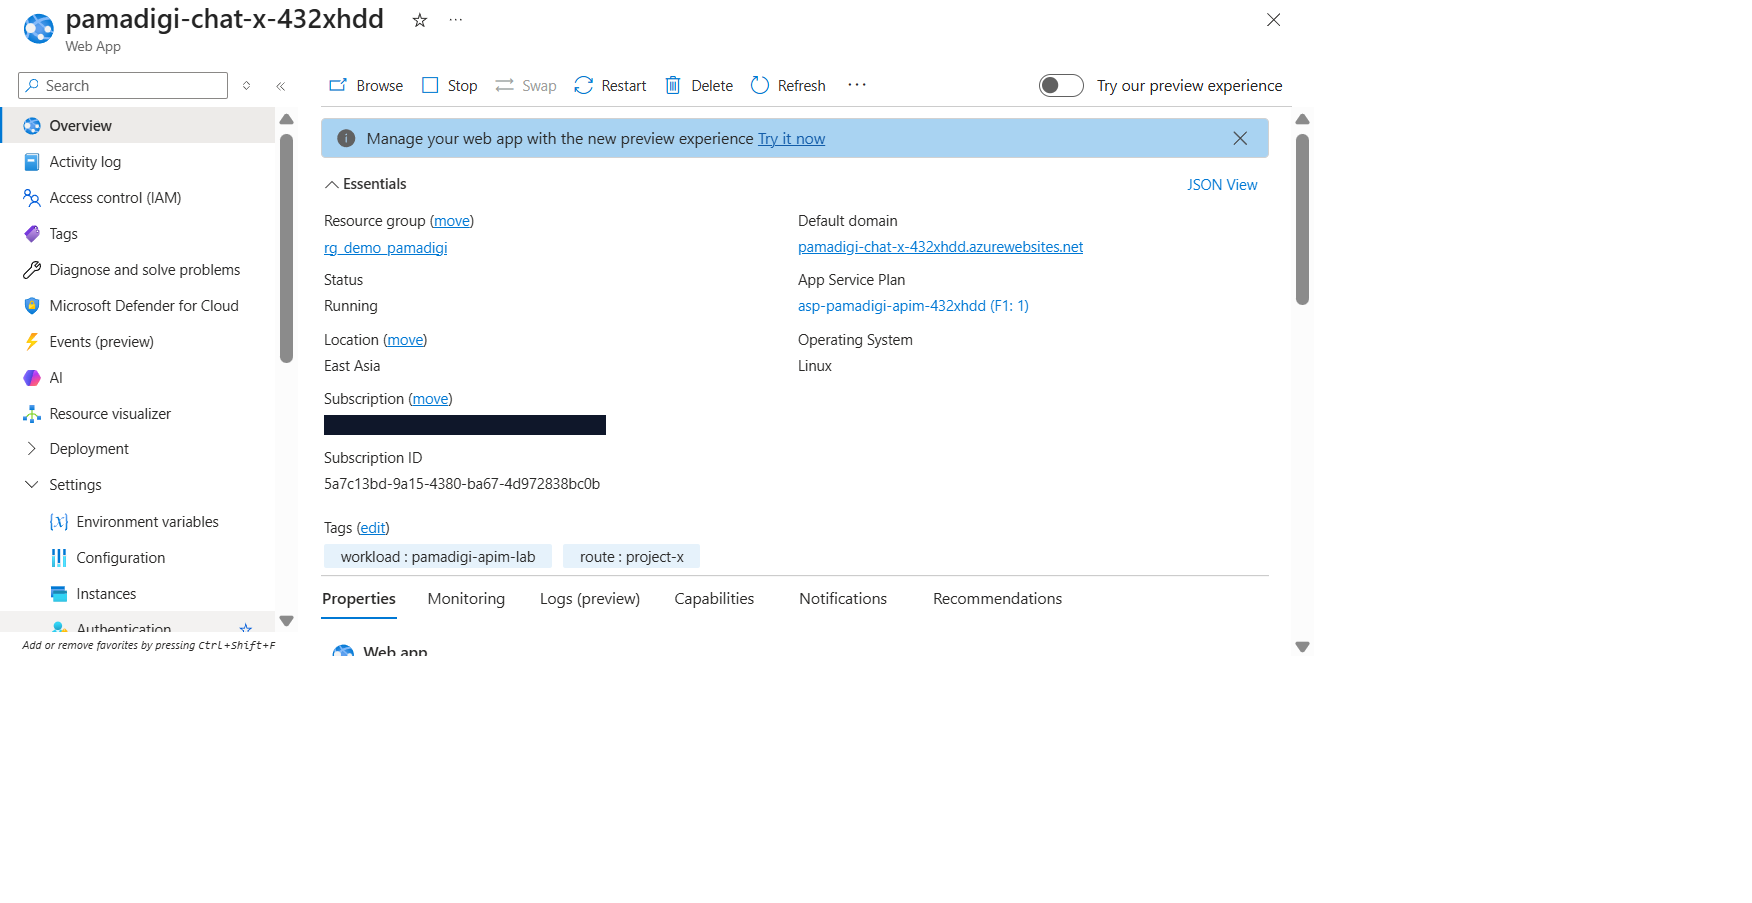 pamadigi-chat-x-432xhdd
Web App
Search
Browse Stop Swap Restart Delete Refresh
Try our preview experience
Overview
Activity log
Access control (IAM)
Tags
Diagnose and solve problems
Microsoft Defender for Cloud
Events (preview)
AI
Resource visualizer
Deployment
Settings
Environment variables
Configuration
Instances
Authentication
Add or remove favorites by pressing Ctrl+Shift+F
Manage your web app with the new preview experience Try it now
Essentials
JSON View
Resource group (move)
rg_demo_pamadigi
Status
Running
Location (move)
East Asia
Subscription (move)
Subscription ID
5a7c13bd-9a15-4380-ba67-4d972838bc0b
Default domain
pamadigi-chat-x-432xhdd.azurewebsites.net
App Service Plan
asp-pamadigi-apim-432xhdd (F1: 1)
Operating System
Linux
Tags (edit)
workload : pamadigi-apim-lab route : project-x
Properties Monitoring Logs (preview) Capabilities Notifications Recommendations
Web app